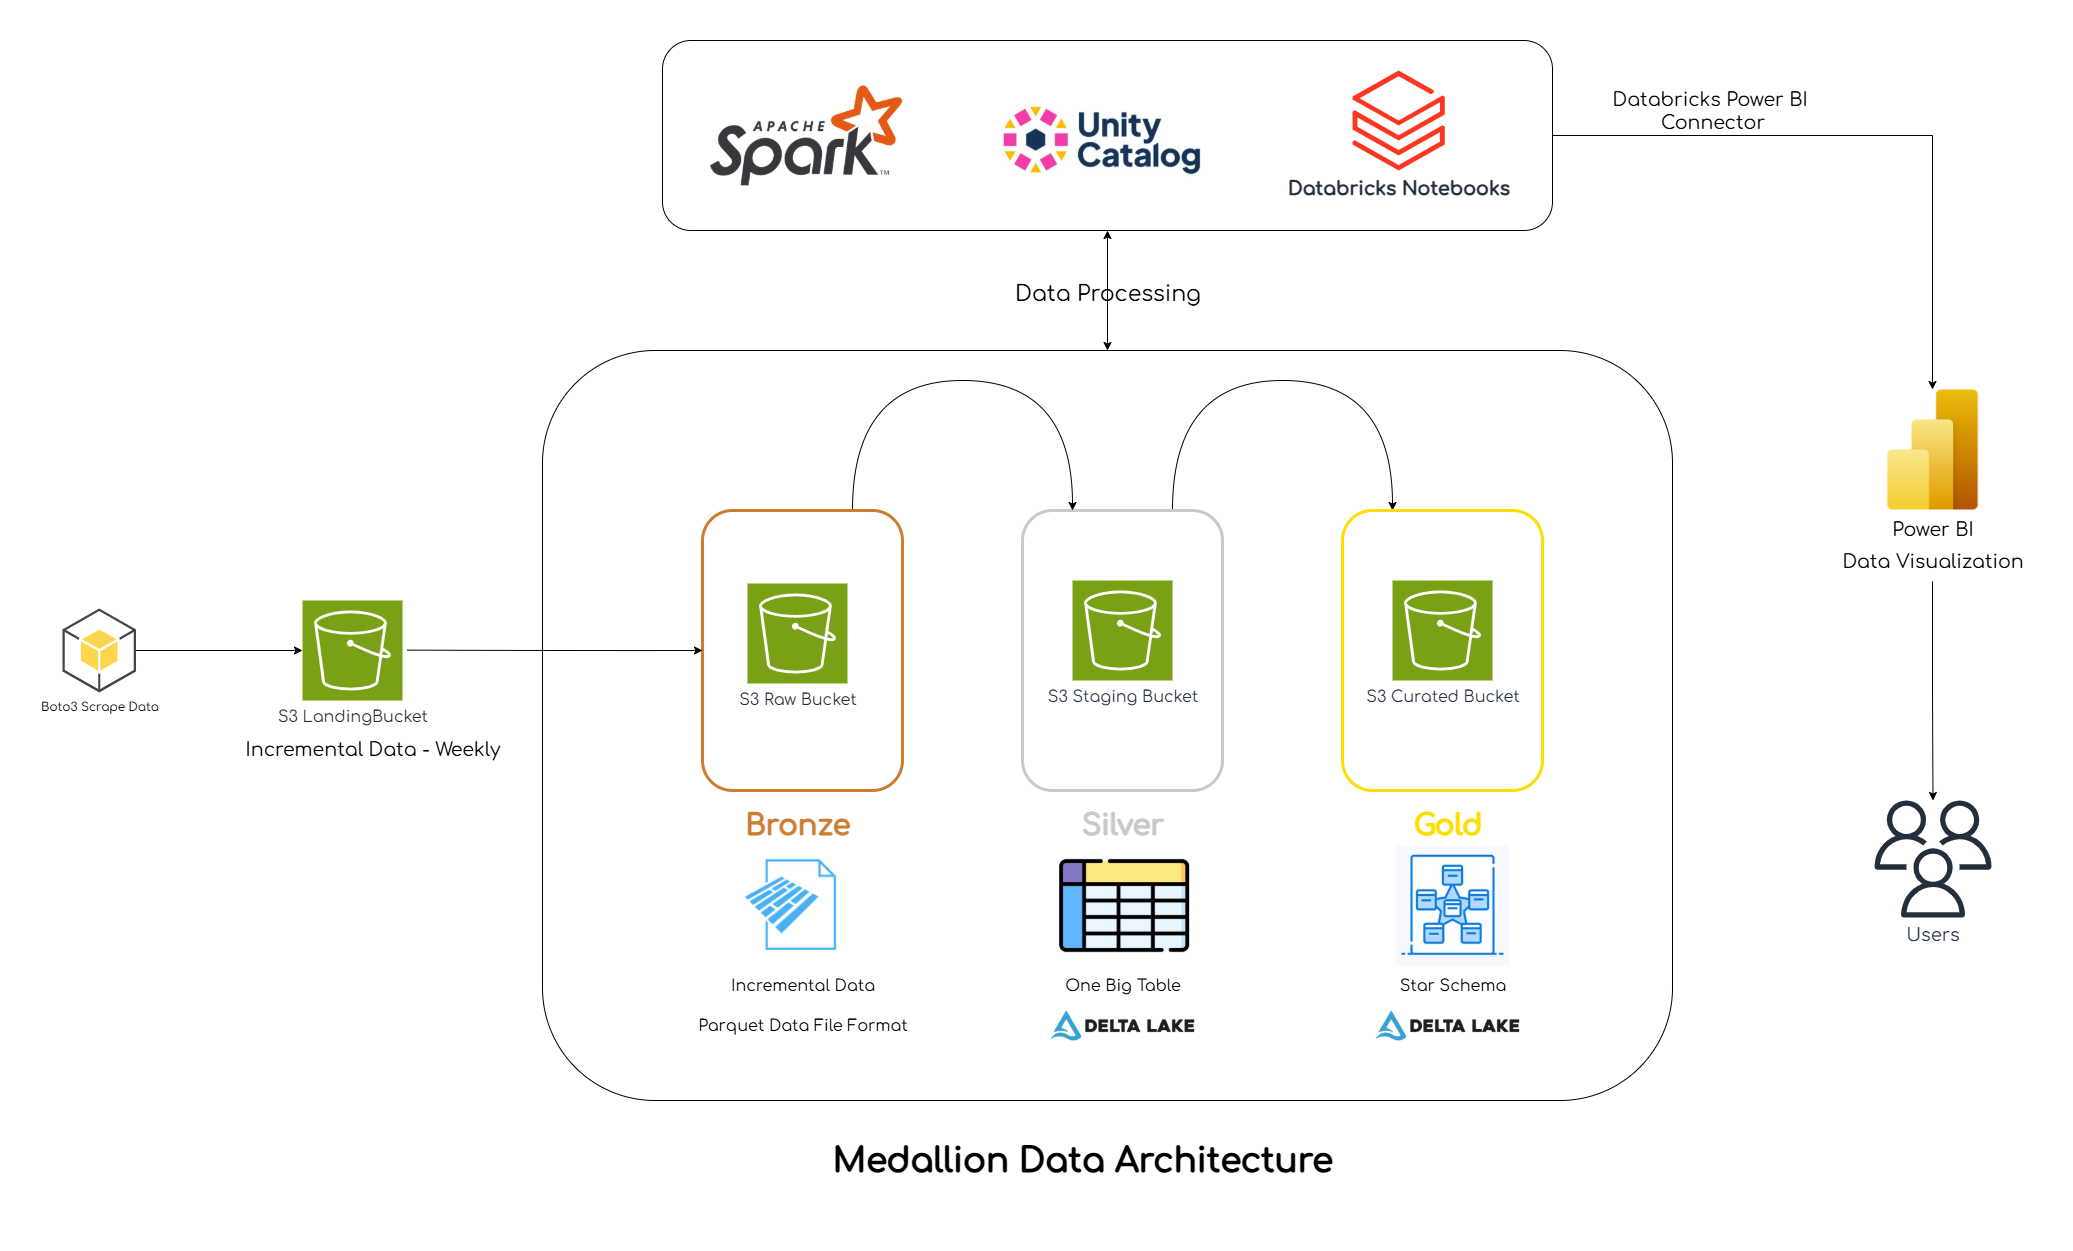 APACHE
Spark™
Unity
Catalog
Databricks Notebooks
Databricks Power BI
Connector
Data Processing
Power BI
Data Visualization
Boto3 Scrape Data
S3 LandingBucket
Incremental Data - Weekly
S3 Raw Bucket
S3 Staging Bucket
S3 Curated Bucket
Bronze
Silver
Gold
Users
Incremental Data
One Big Table
Star Schema
Parquet Data File Format
DELTA LAKE
DELTA LAKE
Medallion Data Architecture